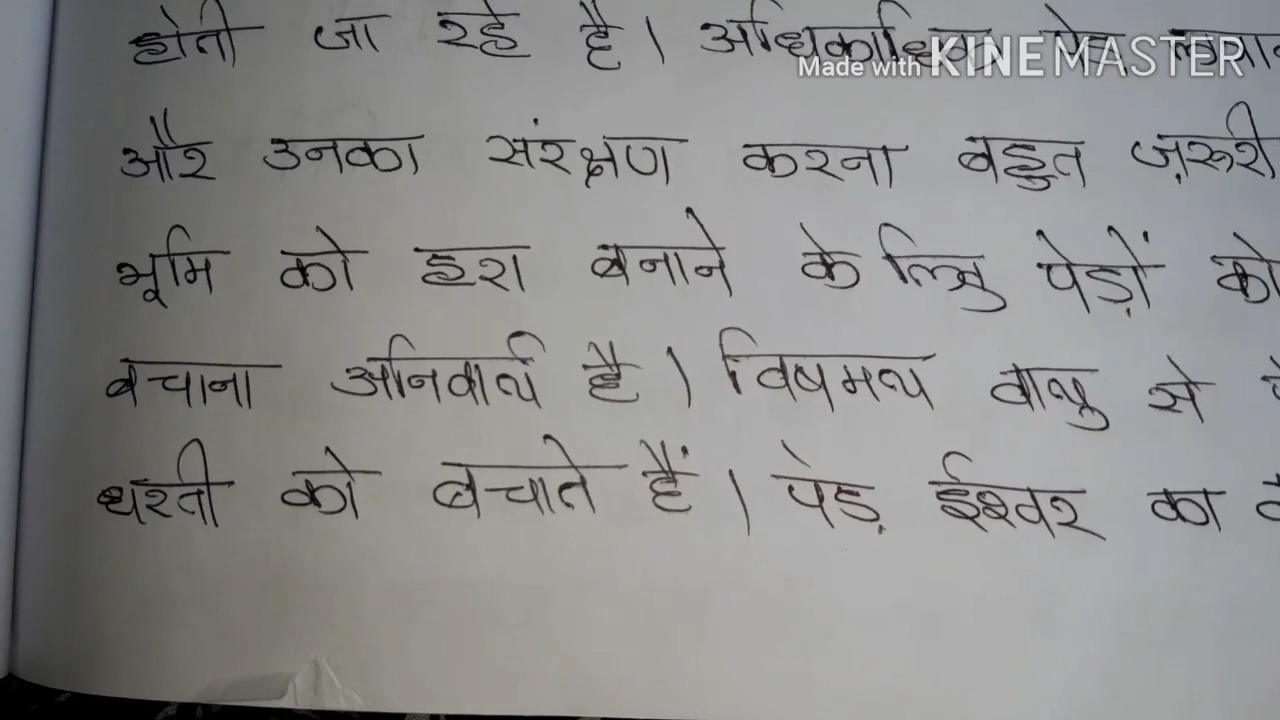 होती जा रहे है। अधिकाधिक पेड़
Made with KINEMASTER
और उनका संरक्षण करना बहुत ज़रूरी
भूमि को हरा बनाने के लिए पेड़ों को
बचाना अनिवार्य है। विषमय वायु से
धरती को बचाते हैं। पेड़ ईश्वर का